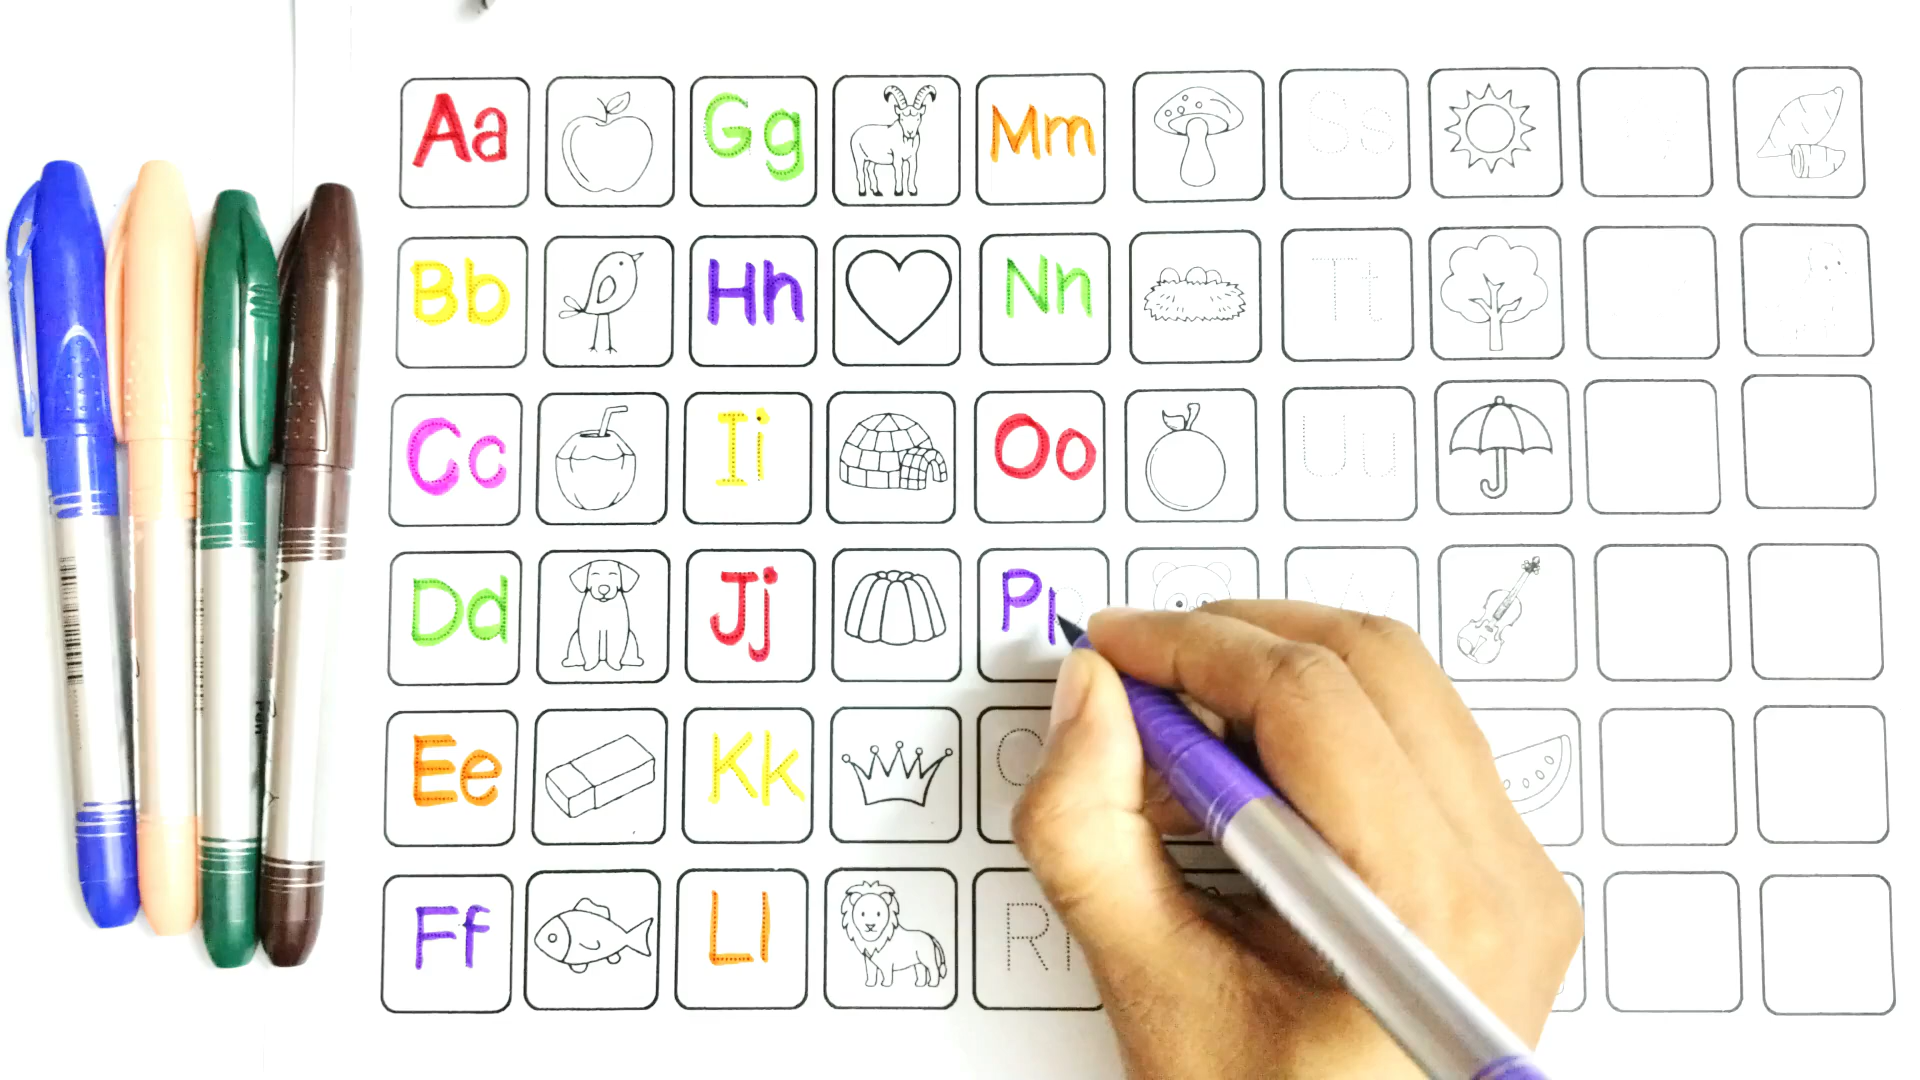 Aa Gg Mm Ss
Bb Hh Nn Tt
Cc Ii Oo Uu
Dd Jj Pp
Ee Kk
Ff Ll R
Pen